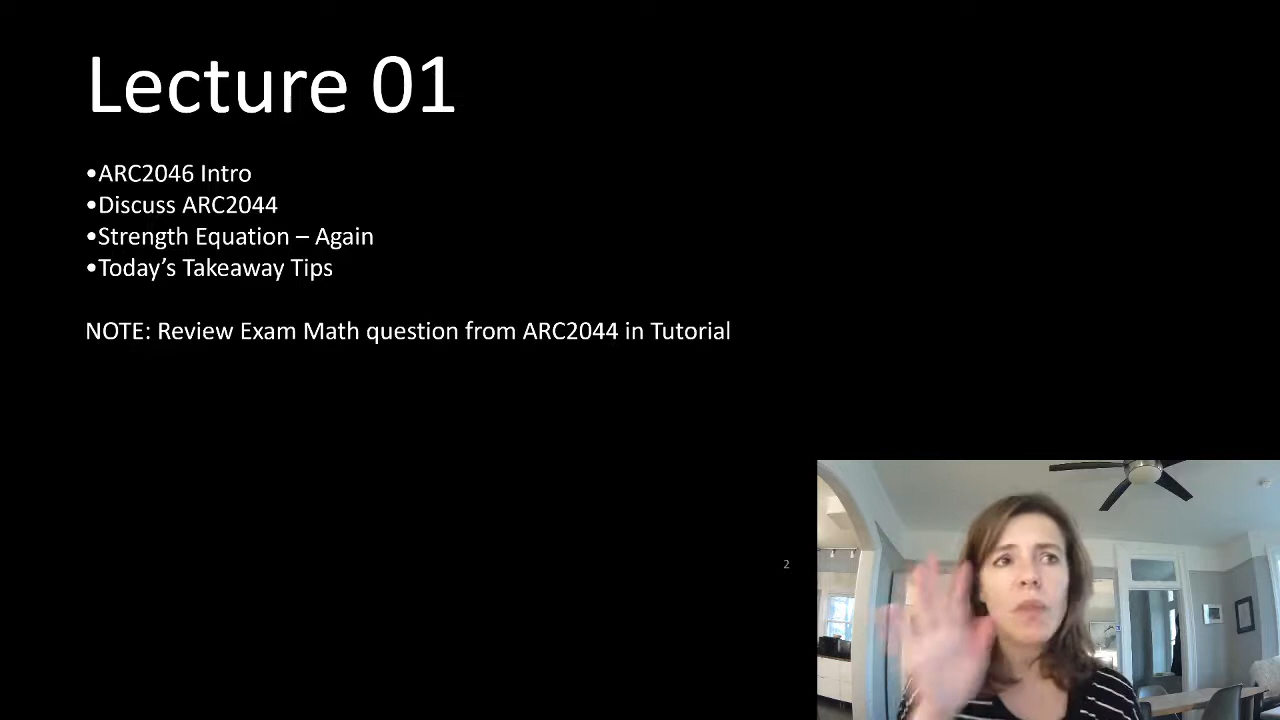 Lecture 01
•ARC2046 Intro
•Discuss ARC2044
•Strength Equation – Again
•Today’s Takeaway Tips
NOTE: Review Exam Math question from ARC2044 in Tutorial
2